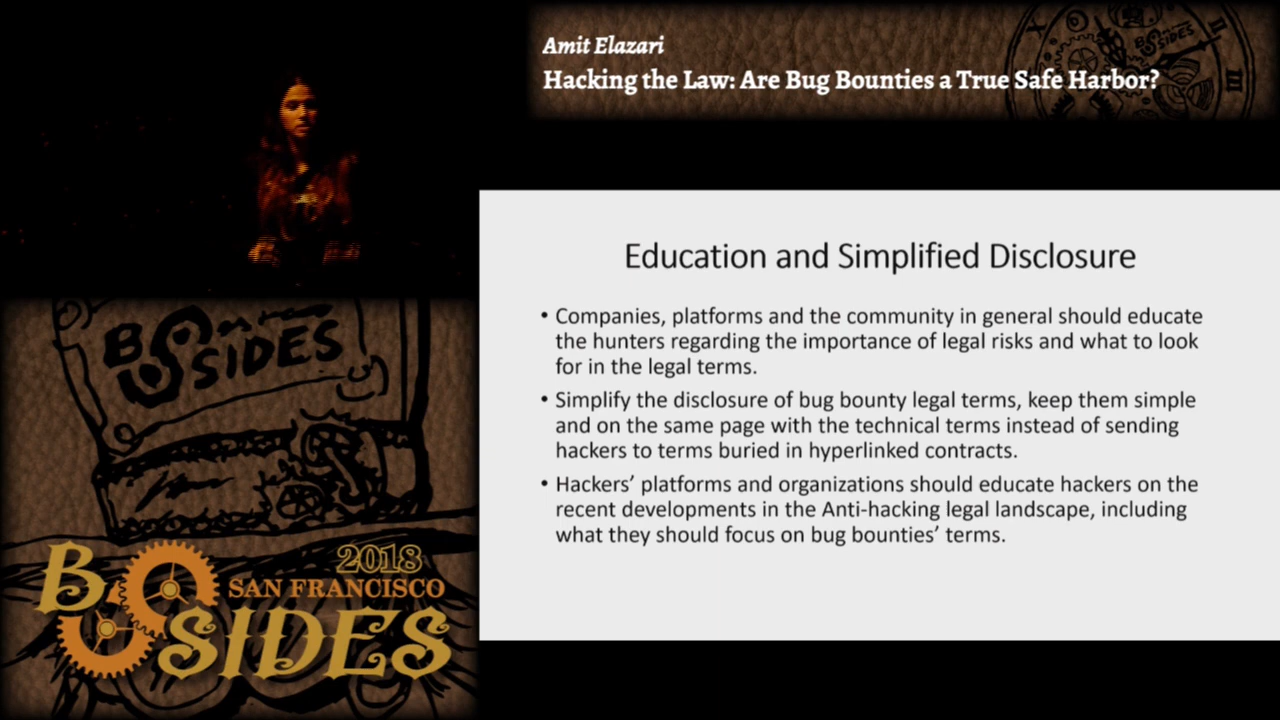 Amit Elazari
Hacking the Law: Are Bug Bounties a True Safe Harbor?
Education and Simplified Disclosure
• Companies, platforms and the community in general should educate
the hunters regarding the importance of legal risks and what to look
for in the legal terms.
• Simplify the disclosure of bug bounty legal terms, keep them simple
and on the same page with the technical terms instead of sending
hackers to terms buried in hyperlinked contracts.
• Hackers’ platforms and organizations should educate hackers on the
recent developments in the Anti-hacking legal landscape, including
what they should focus on bug bounties’ terms.
BSIDES
2018
SAN FRANCISCO
BSIDES